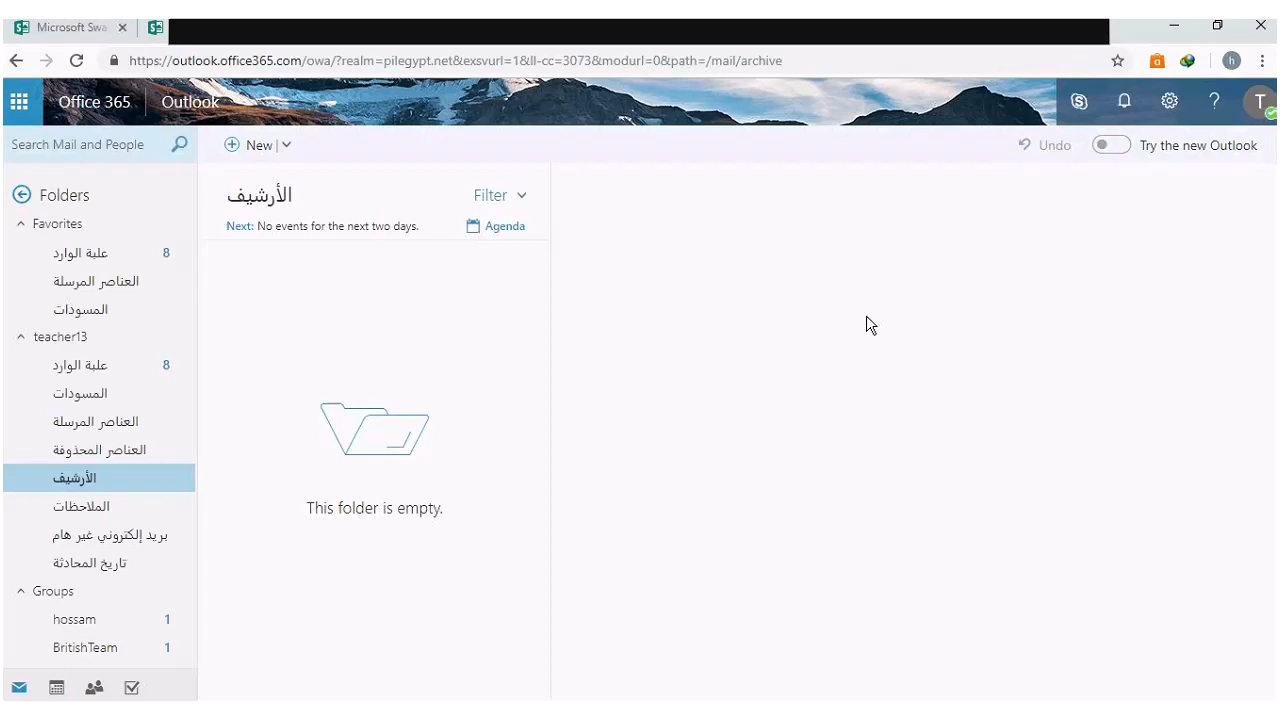 Microsoft Swa
https://outlook.office365.com/owa/?realm=pilegypt.net&exsvurl=1&ll-cc=3073&modurl=0&path=/mail/archive
h
Office 365
Outlook
T
Search Mail and People
New
Undo
Try the new Outlook
Folders
Favorites
علبة الوارد 8
العناصر المرسلة
المسودات
teacher13
علبة الوارد 8
المسودات
العناصر المرسلة
العناصر المحذوفة
الأرشيف
الملاحظات
بريد إلكتروني غير هام
تاريخ المحادثة
Groups
hossam 1
BritishTeam 1
الأرشيف
Filter
Next: No events for the next two days.
Agenda
This folder is empty.